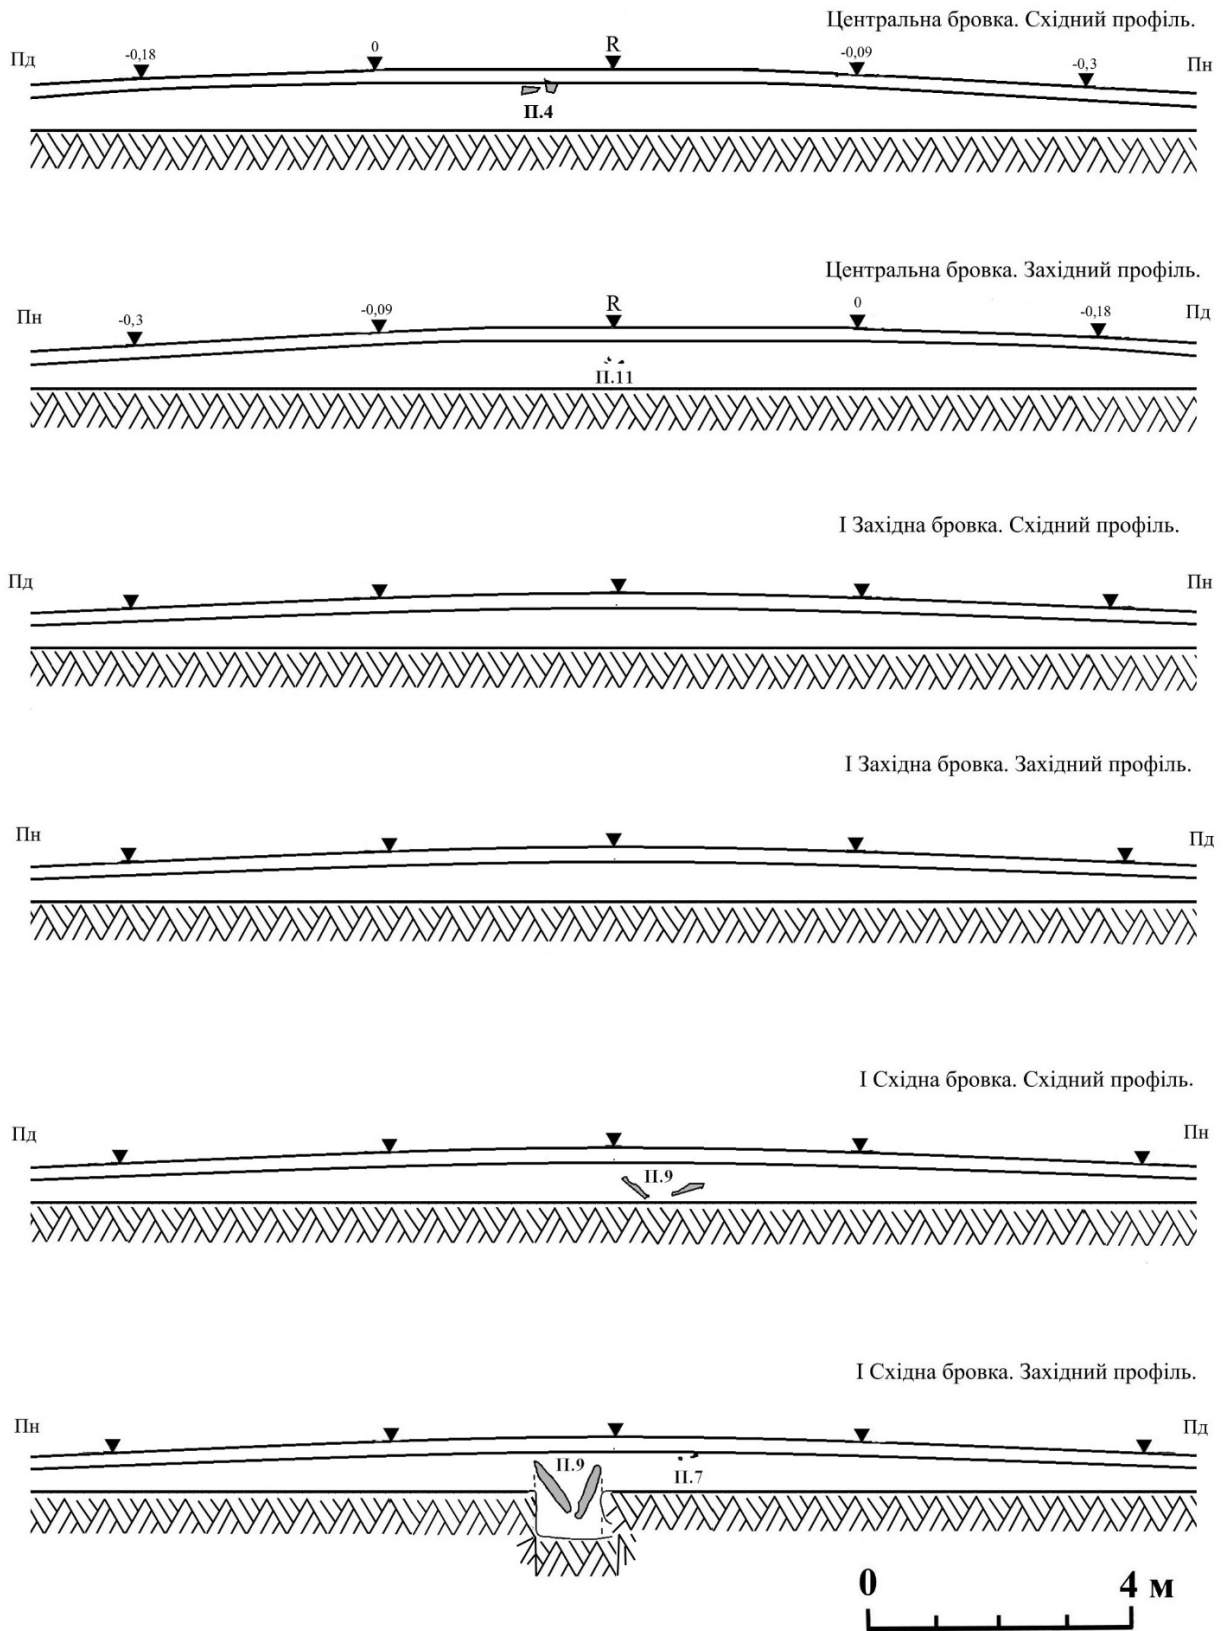 Центральна бровка. Східний профіль.
Пд -0,18 0 R -0,09 -0,3 Пн
П.4
Центральна бровка. Західний профіль.
Пн -0,3 -0,09 R 0 -0,18 Пд
П.11
І Західна бровка. Східний профіль.
Пд Пн
І Західна бровка. Західний профіль.
Пн Пд
І Східна бровка. Східний профіль.
Пд Пн
П.9
І Східна бровка. Західний профіль.
Пн Пд
П.9 П.7
0 4 м